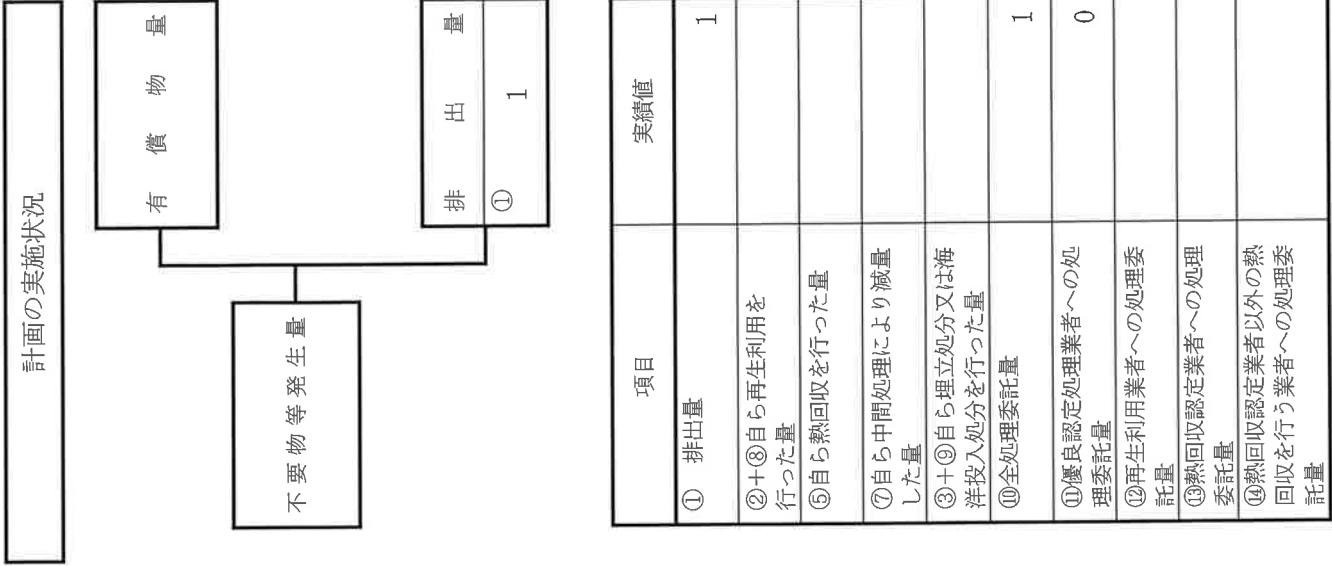 計画の実施状況
有償物量
不要物等発生量
排出量
① 1
項目 実績値
① 排出量 1
②+⑧自ら再生利用を
行った量
⑤自ら熱回収を行った量
⑦自ら中間処理により減量
した量
③+⑨自ら埋立処分又は海
洋投入処分を行った量
⑩全処理委託量 1
⑪優良認定処理業者への処
理委託量 0
⑫再生利用業者への処理委
託量
⑬熱回収認定業者への処理
委託量
⑭熱回収認定業者以外の熱
回収を行う業者への処理委
託量